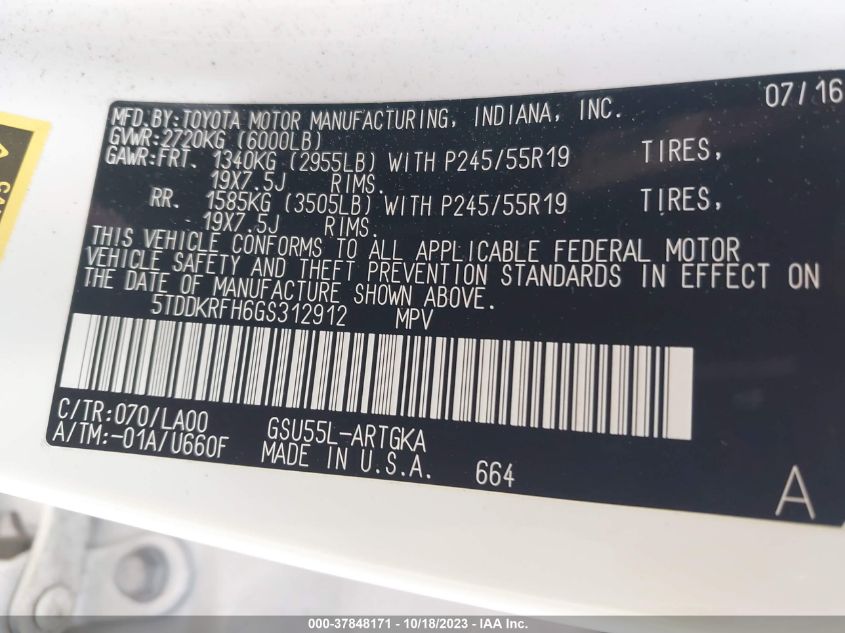 07/16
MFD.BY:TOYOTA MOTOR MANUFACTURING, INDIANA, INC.
GVWR:2720KG (6000LB)
GAWR:FRT. 1340KG (2955LB) WITH P245/55R19 TIRES,
19X7.5J RIMS.
RR. 1585KG (3505LB) WITH P245/55R19 TIRES,
19X7.5J RIMS.
THIS VEHICLE CONFORMS TO ALL APPLICABLE FEDERAL MOTOR
VEHICLE SAFETY AND THEFT PREVENTION STANDARDS IN EFFECT ON
THE DATE OF MANUFACTURE SHOWN ABOVE.
5TDDKRFH6GS312912 MPV
C/TR:070/LA00 GSU55L-ARTGKA
A/TM:-01A/U660F MADE IN U.S.A. 664
A
000-37848171 - 10/18/2023 - IAA Inc.